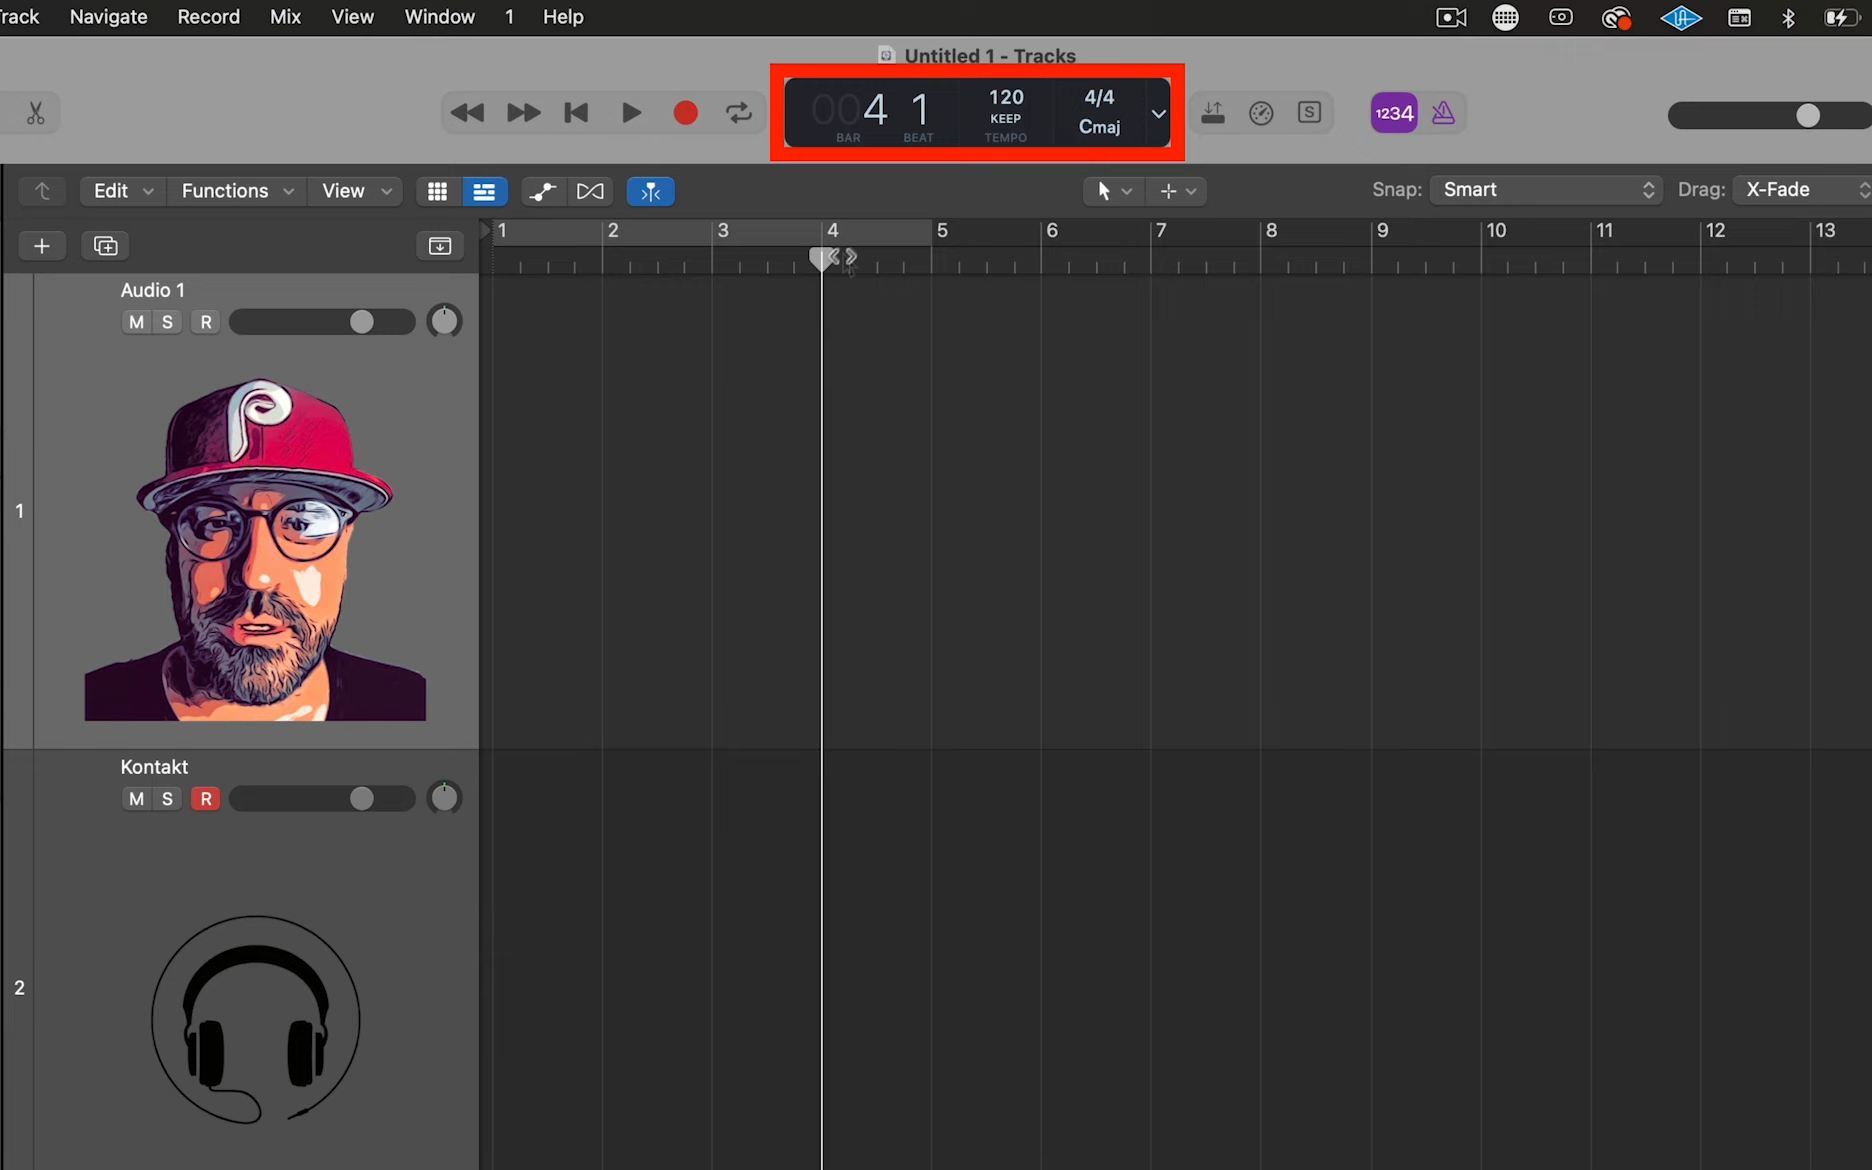 Navigate Record Mix View Window 1 Help
Untitled 1 - Tracks
004 1 120 4/4
KEEP Cmaj
BAR BEAT TEMPO
S 1234
Edit Functions View Snap: Smart Drag: X-Fade
1 2 3 4 5 6 7 8 9 10 11 12 13
Audio 1
M S R
P
1
Kontakt
M S R
2